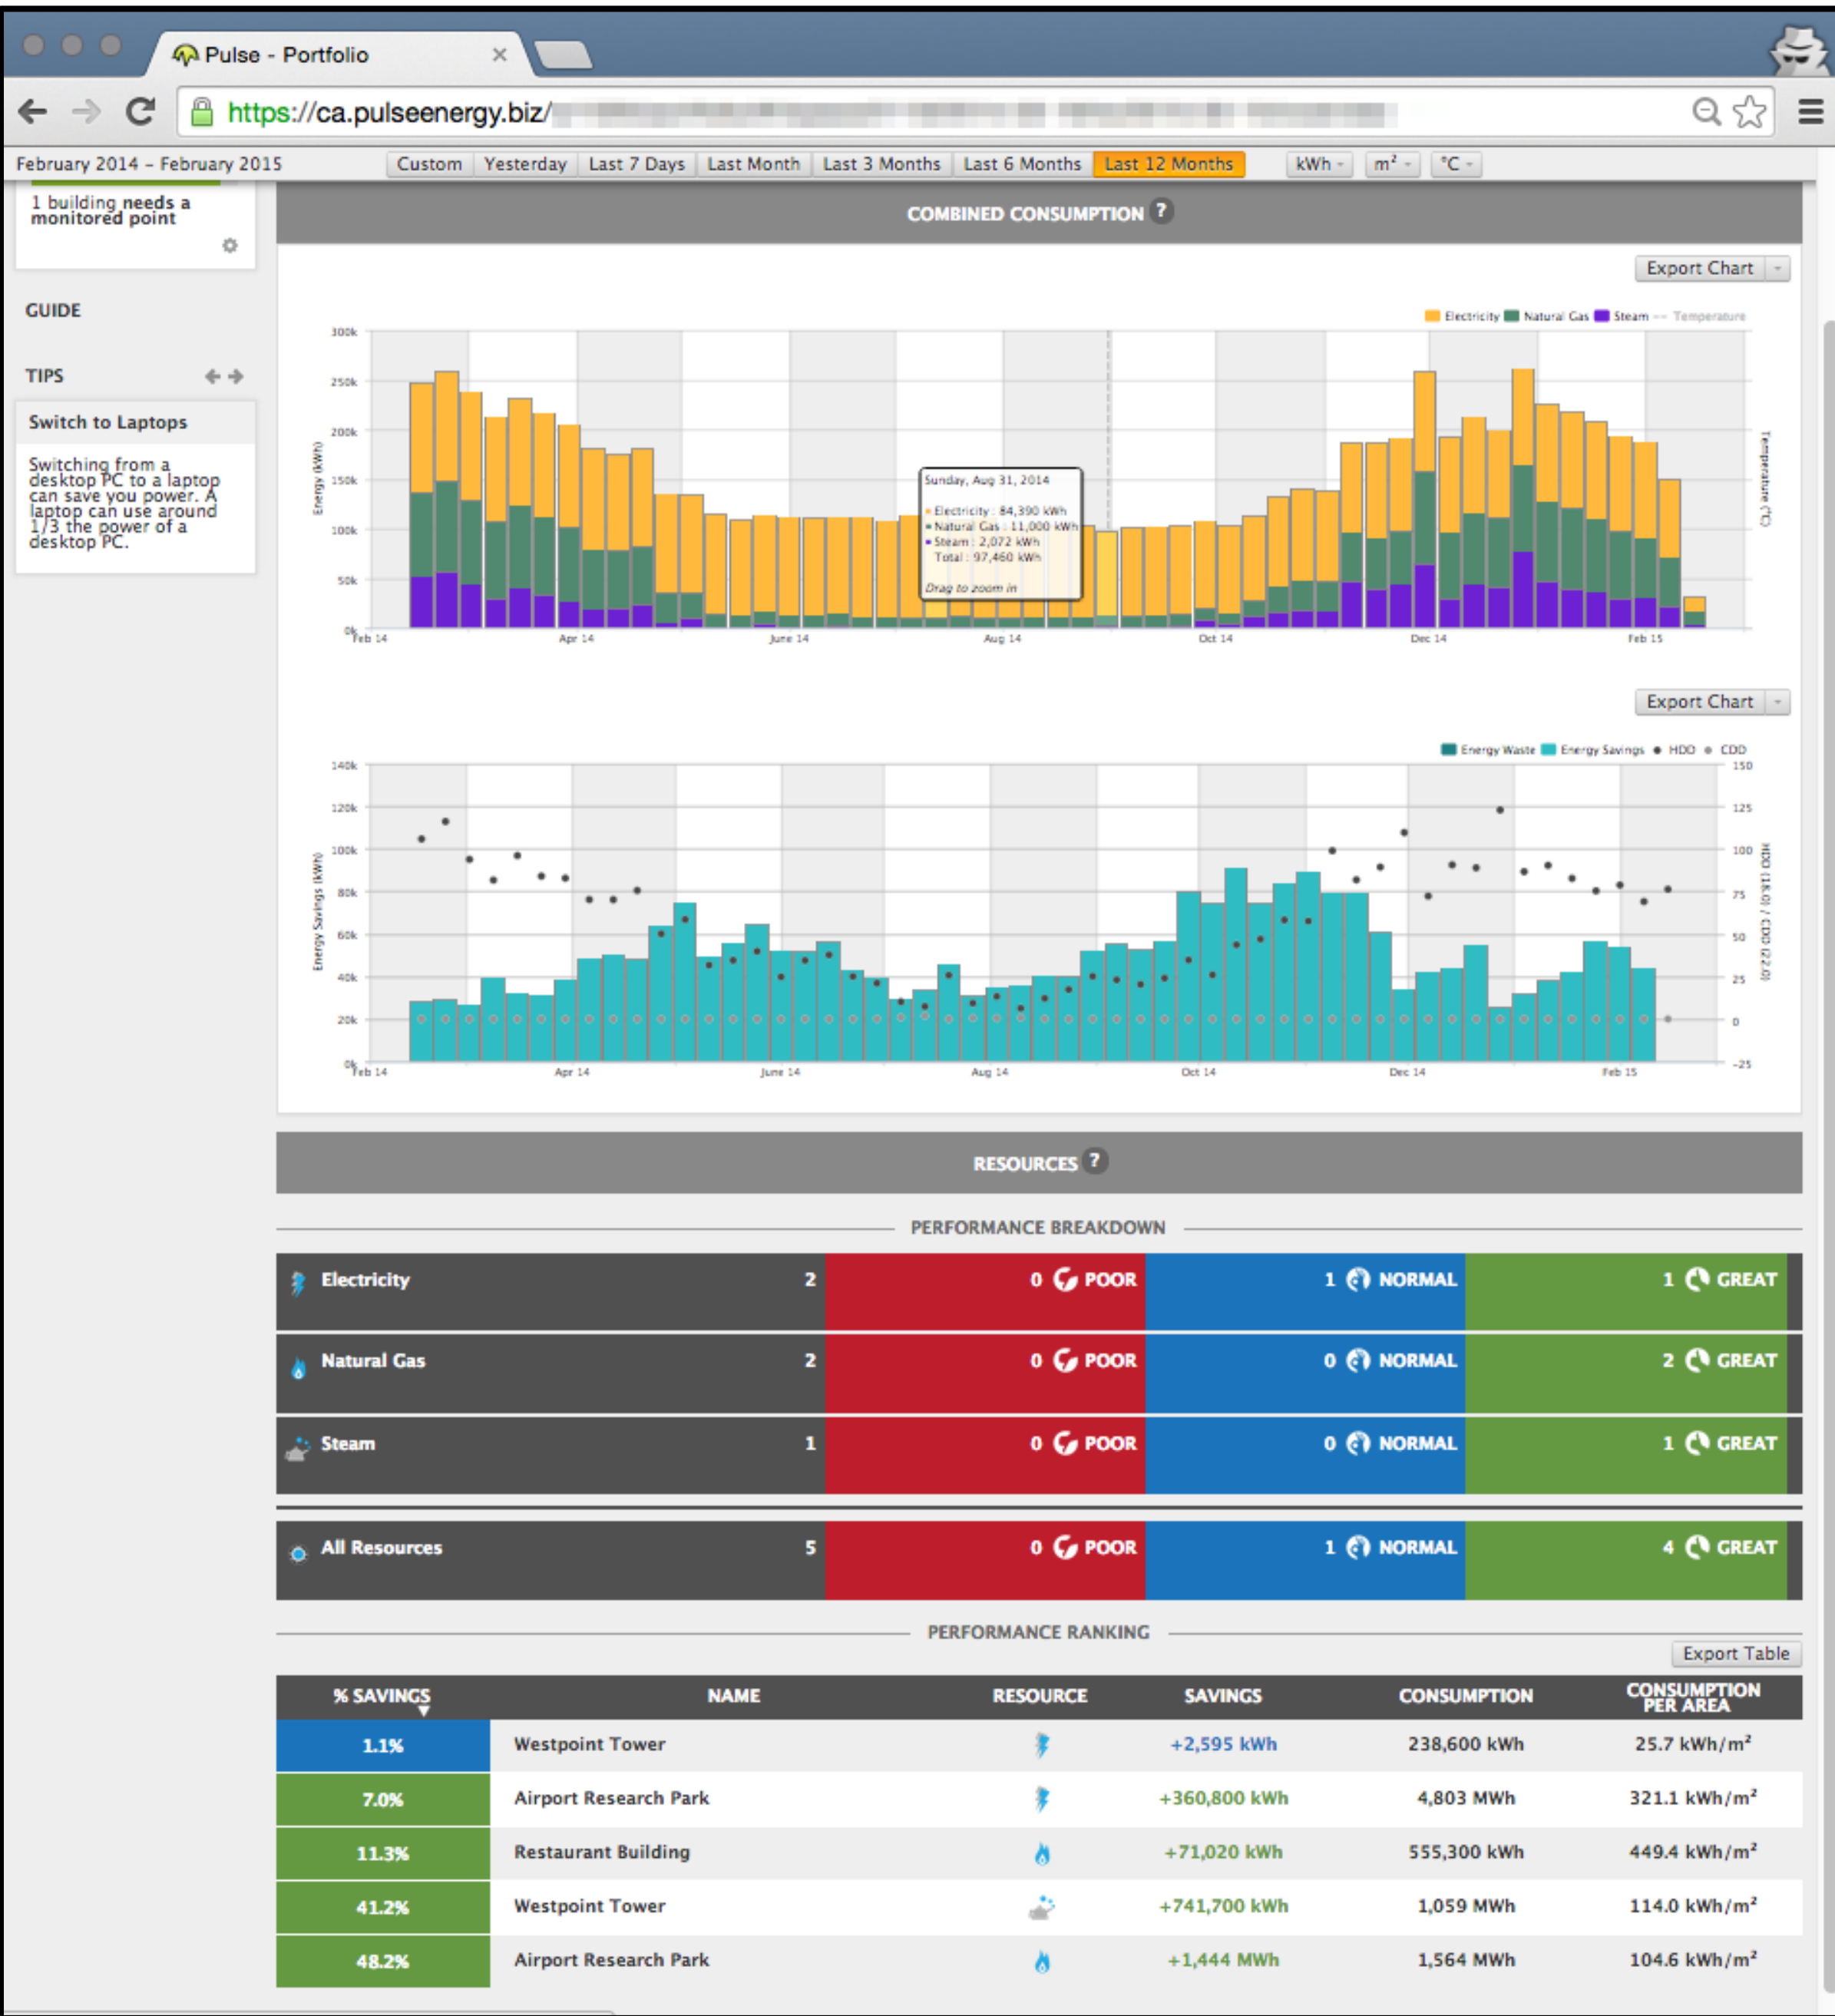 Pulse - Portfolio
https://ca.pulseenergy.biz/
February 2014 – February 2015 Custom Yesterday Last 7 Days Last Month Last 3 Months Last 6 Months Last 12 Months kWh m² °C
1 building needs a
monitored point
GUIDE
TIPS
Switch to Laptops
Switching from a
desktop PC to a laptop
can save you power. A
laptop can use around
1/3 the power of a
desktop PC.
COMBINED CONSUMPTION ?
Export Chart
Electricity Natural Gas Steam Temperature
300k
250k
200k
150k
100k
50k
0k
Energy (kWh)
Temperature (°C)
Sunday, Aug 31, 2014
Electricity : 84,390 kWh
Natural Gas : 11,000 kWh
Steam : 2,072 kWh
Total : 97,460 kWh
Drag to zoom in
Feb 14 Apr 14 June 14 Aug 14 Oct 14 Dec 14 Feb 15
Export Chart
Energy Waste Energy Savings HDD CDD
140k 150
120k 125
100k 100
80k 75
60k 50
40k 25
20k 0
0k -25
Energy Savings (kWh)
HDD (18.0) / CDD (22.0)
Feb 14 Apr 14 June 14 Aug 14 Oct 14 Dec 14 Feb 15
RESOURCES ?
PERFORMANCE BREAKDOWN
Electricity 2 0 POOR 1 NORMAL 1 GREAT
Natural Gas 2 0 POOR 0 NORMAL 2 GREAT
Steam 1 0 POOR 0 NORMAL 1 GREAT
All Resources 5 0 POOR 1 NORMAL 4 GREAT
PERFORMANCE RANKING
Export Table
% SAVINGS NAME RESOURCE SAVINGS CONSUMPTION CONSUMPTION PER AREA
1.1% Westpoint Tower +2,595 kWh 238,600 kWh 25.7 kWh/m²
7.0% Airport Research Park +360,800 kWh 4,803 MWh 321.1 kWh/m²
11.3% Restaurant Building +71,020 kWh 555,300 kWh 449.4 kWh/m²
41.2% Westpoint Tower +741,700 kWh 1,059 MWh 114.0 kWh/m²
48.2% Airport Research Park +1,444 MWh 1,564 MWh 104.6 kWh/m²